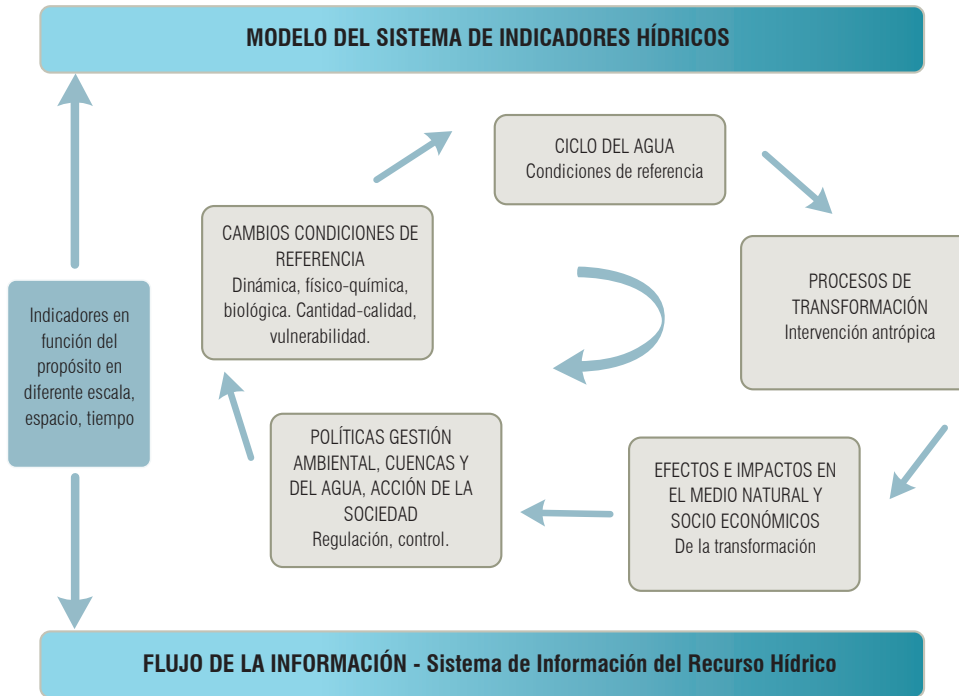 MODELO DEL SISTEMA DE INDICADORES HÍDRICOS
CICLO DEL AGUA
Condiciones de referencia
CAMBIOS CONDICIONES DE
REFERENCIA
Dinámica, físico-química,
biológica. Cantidad-calidad,
vulnerabilidad.
PROCESOS DE
TRANSFORMACIÓN
Intervención antrópica
Indicadores en
función del
propósito en
diferente escala,
espacio, tiempo
POLÍTICAS GESTIÓN
AMBIENTAL, CUENCAS Y
DEL AGUA, ACCIÓN DE LA
SOCIEDAD
Regulación, control.
EFECTOS E IMPACTOS EN
EL MEDIO NATURAL Y
SOCIO ECONÓMICOS
De la transformación
FLUJO DE LA INFORMACIÓN - Sistema de Información del Recurso Hídrico